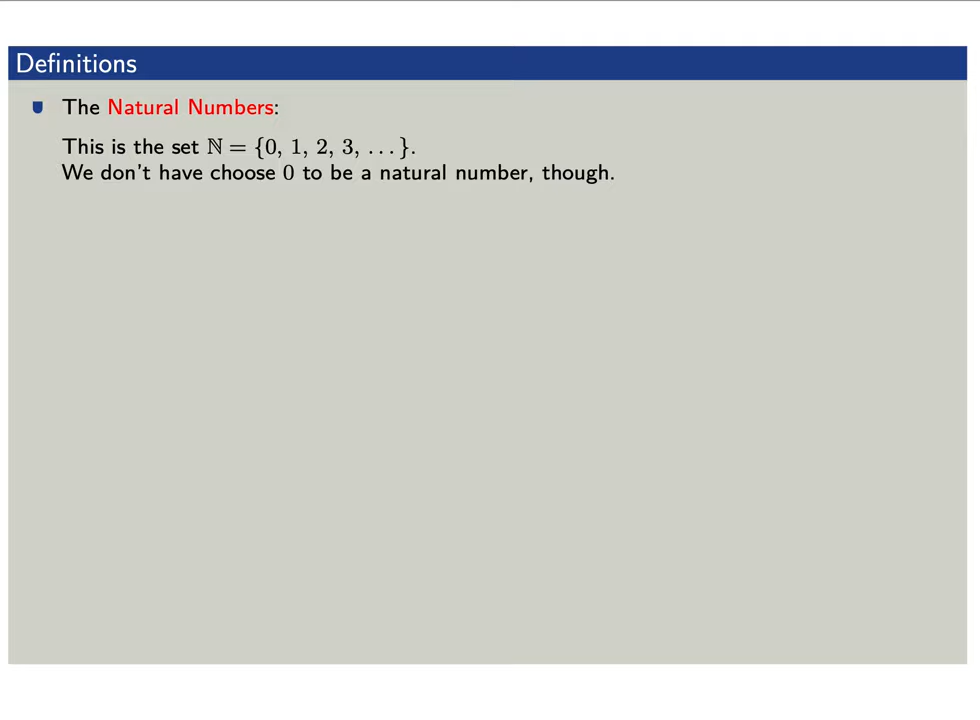 Definitions
The Natural Numbers:
This is the set ℕ = {0, 1, 2, 3, ...}.
We don't have choose 0 to be a natural number, though.